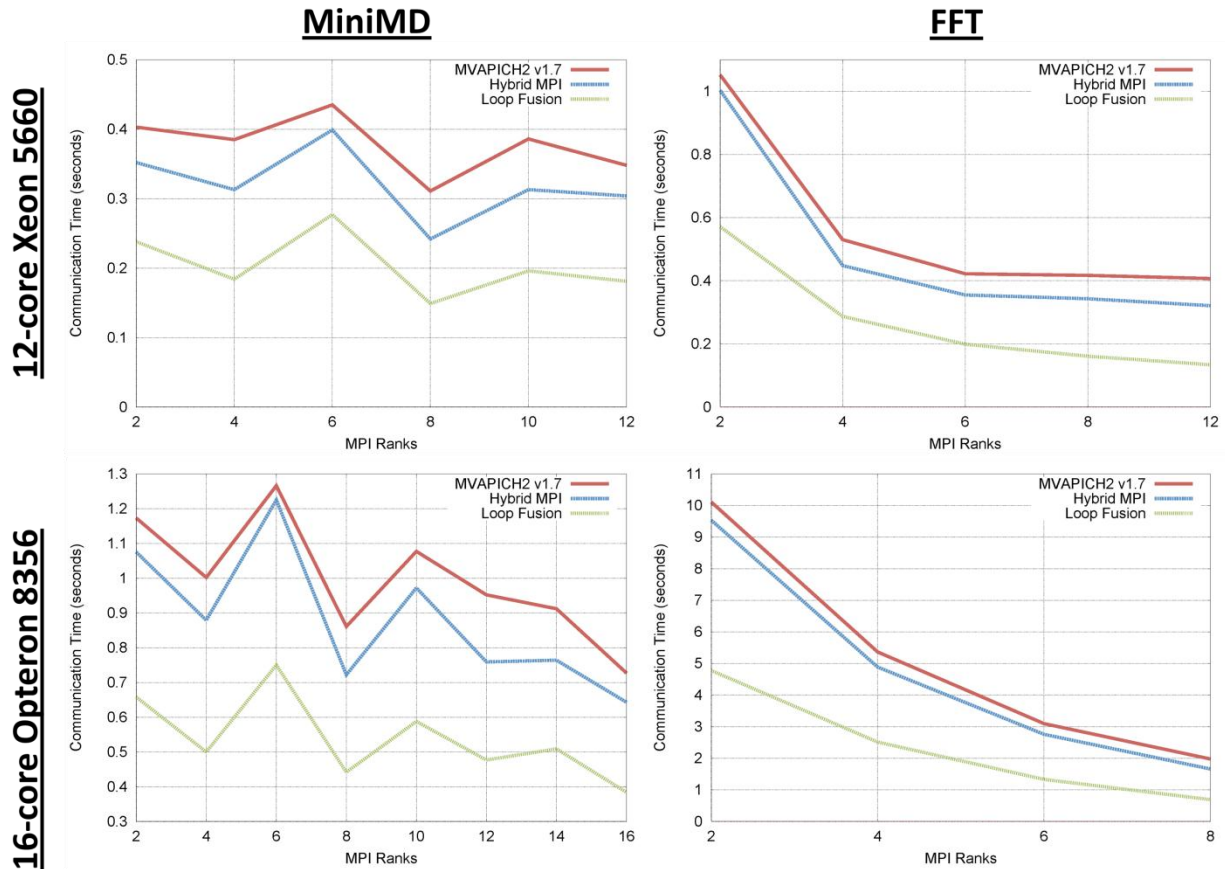 MiniMD
FFT
12-core Xeon 5660
0.5
0.4
0.3
0.2
0.1
0
Communication Time (seconds)
MVAPICH2 v1.7
Hybrid MPI
Loop Fusion
2 4 6 8 10 12
MPI Ranks
1
0.8
0.6
0.4
0.2
0
Communication Time (seconds)
MVAPICH2 v1.7
Hybrid MPI
Loop Fusion
2 4 6 8 12
MPI Ranks
16-core Opteron 8356
1.3
1.2
1.1
1
0.9
0.8
0.7
0.6
0.5
0.4
0.3
Communication Time (seconds)
MVAPICH2 v1.7
Hybrid MPI
Loop Fusion
2 4 6 8 10 12 14 16
MPI Ranks
11
10
9
8
7
6
5
4
3
2
1
0
Communication Time (seconds)
MVAPICH2 v1.7
Hybrid MPI
Loop Fusion
2 4 6 8
MPI Ranks